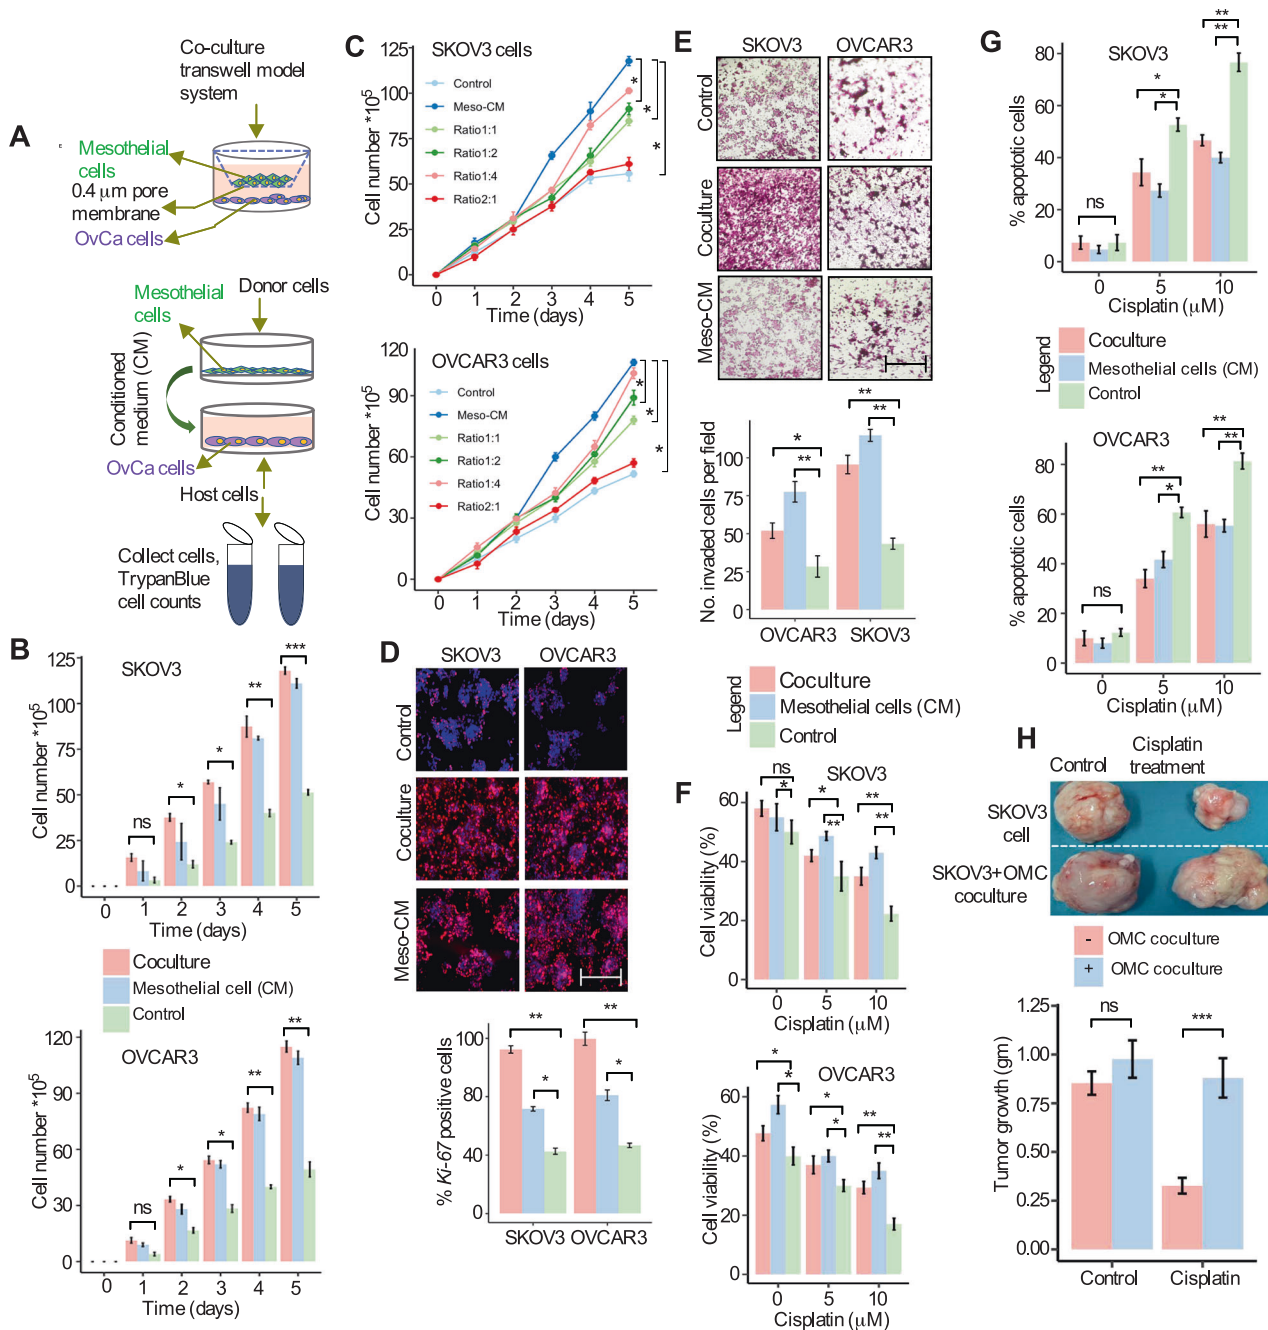 A
Co-culture
transwell model
system
E
Mesothelial
cells
0.4 μm pore
membrane
OvCa cells
Mesothelial
cells
Donor cells
Conditioned
medium (CM)
OvCa cells
Host cells
Collect cells,
TrypanBlue
cell counts
B
SKOV3
Cell number *10⁵
125
75
50
25
0
ns
*
*
**
***
0 1 2 3 4 5
Time (days)
Coculture
Mesothelial cell (CM)
Control
OVCAR3
Cell number *10⁵
120
90
60
30
0
ns
*
*
**
**
0 1 2 3 4 5
Time (days)
C
SKOV3 cells
Cell number *10⁵
125
100
75
50
25
0
Control
Meso-CM
Ratio1:1
Ratio1:2
Ratio1:4
Ratio2:1
*
*
*
0 1 2 3 4 5
Time (days)
OVCAR3 cells
Cell number *10⁵
120
90
60
30
0
Control
Meso-CM
Ratio1:1
Ratio1:2
Ratio1:4
Ratio2:1
*
*
*
0 1 2 3 4 5
Time (days)
D
SKOV3 OVCAR3
Control
Coculture
Meso-CM
% Ki-67 positive cells
120
80
40
0
**
*
**
*
SKOV3 OVCAR3
E
SKOV3 OVCAR3
Control
Coculture
Meso-CM
No. invaded cells per field
100
75
50
25
0
*
**
**
**
OVCAR3 SKOV3
Legend
Coculture
Mesothelial cells (CM)
Control
F
SKOV3
Cell viability (%)
60
40
20
0
ns
*
*
**
**
**
0 5 10
Cisplatin (μM)
OVCAR3
Cell viability (%)
60
40
20
0
*
*
*
*
**
**
0 5 10
Cisplatin (μM)
G
SKOV3
% apoptotic cells
80
60
40
20
0
ns
*
*
**
**
0 5 10
Cisplatin (μM)
Legend
Coculture
Mesothelial cells (CM)
Control
OVCAR3
% apoptotic cells
80
60
40
20
0
ns
**
*
**
**
0 5 10
Cisplatin (μM)
H
Control
Cisplatin
treatment
SKOV3
cell
SKOV3+OMC
coculture
- OMC coculture
+ OMC coculture
Tumor growth (gm)
1.00
0.75
0.50
0.25
0.00
ns
***
Control Cisplatin